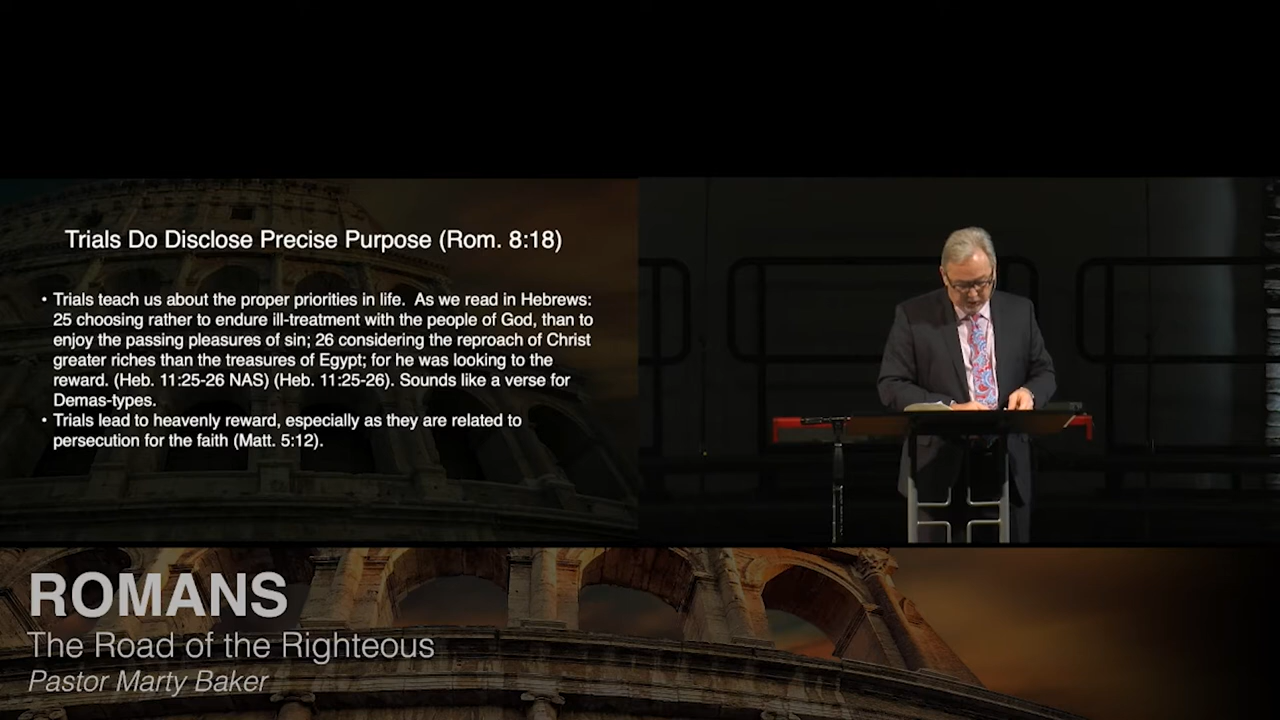 Trials Do Disclose Precise Purpose (Rom. 8:18)
• Trials teach us about the proper priorities in life. As we read in Hebrews:
25 choosing rather to endure ill-treatment with the people of God, than to
enjoy the passing pleasures of sin; 26 considering the reproach of Christ
greater riches than the treasures of Egypt; for he was looking to the
reward. (Heb. 11:25-26 NAS) (Heb. 11:25-26). Sounds like a verse for
Demas-types.
• Trials lead to heavenly reward, especially as they are related to
persecution for the faith (Matt. 5:12).
ROMANS
The Road of the Righteous
Pastor Marty Baker